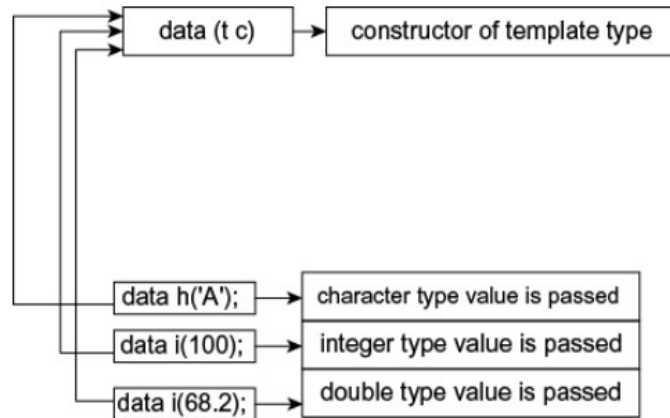 data (t c)
constructor of template type
data h('A');
character type value is passed
data i(100);
integer type value is passed
data i(68.2);
double type value is passed